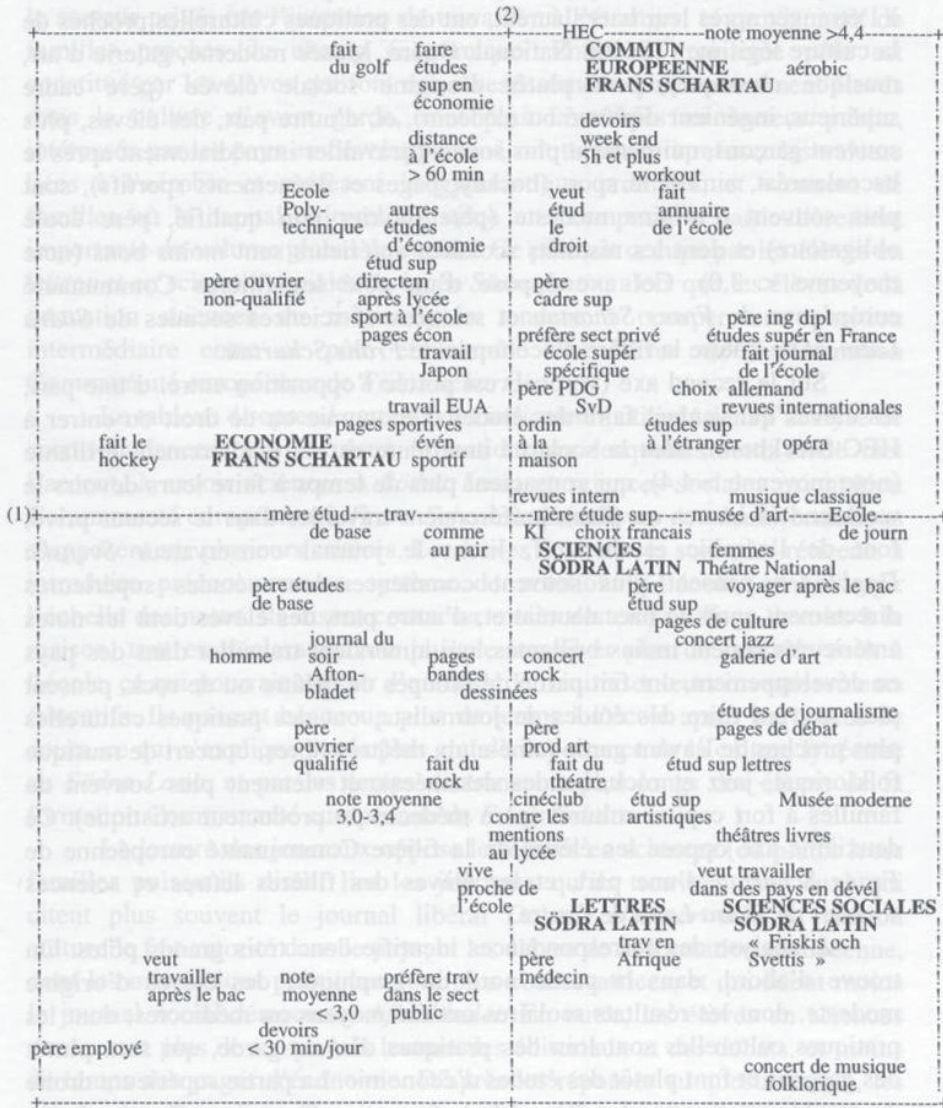 (2)
HEC note moyenne >4,4
fait faire COMMUN
du golf études EUROPEENNE aérobic
sup en FRANS SCHARTAU
économie
devoirs
distance week end
à l'école 5h et plus
> 60 min workout
Ecole veut fait
Poly- autres étud annuaire
technique études le de l'école
d'économie droit
étud sup
père ouvrier directem père
non-qualifié après lycée cadre sup
sport à l'école père ing dipl
pages écon préfère sect privé études super en France
travail école supér fait journal
Japon spécifique de l'école
père PDG choix allemand
travail EUA SvD revues internationales
pages sportives ordin études sup
fait le ECONOMIE évén à la à l'étranger opéra
hockey FRANS SCHARTAU sportif maison
revues intern musique classique
(1) mère étud trav mère étude sup musée d'art Ecole
de base comme KI choix francais de journ
au pair SCIENCES femmes
SÖDRA LATIN Théatre National
père études père voyager après le bac
de base étud sup
pages de culture
journal du concert jazz
homme soir pages concert galerie d'art
Afton- bandes rock
bladet dessinées
études de journalisme
père père pages de débat
ouvrier prod art
qualifié fait du fait du étud sup lettres
rock théâtre
note moyenne cinéclub étud sup Musée moderne
3,0-3,4 contre les artistiques
mentions théâtres livres
au lycée
vive veut travailler
proche de dans des pays en dével
l'école LETTRES SCIENCES SOCIALES
SÖDRA LATIN SÖDRA LATIN
trav en « Friskis och
veut père Afrique Svettis »
travailler note préfère trav médecin
après le bac moyenne dans le sect
< 3,0 public
devoirs
père employé < 30 min/jour
concert de musique
folklorique